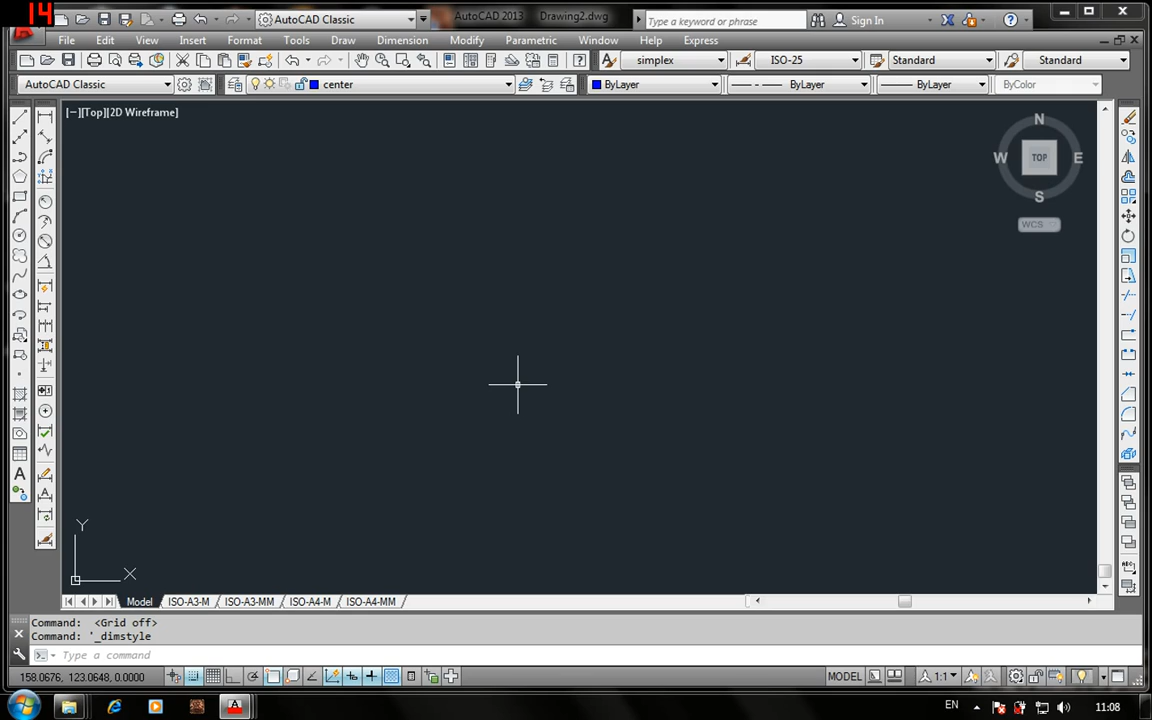 14
AutoCAD Classic
AutoCAD 2013 Drawing2.dwg
Type a keyword or phrase
Sign In
File Edit View Insert Format Tools Draw Dimension Modify Parametric Window Help Express
simplex ISO-25 Standard Standard
AutoCAD Classic center ByLayer ByLayer ByLayer ByColor
[−][Top][2D Wireframe]
N
W TOP E
S
WCS
Y
X
Model ISO-A3-M ISO-A3-MM ISO-A4-M ISO-A4-MM
Command: <Grid off>
Command: '_dimstyle
Type a command
158.0676, 123.0648, 0.0000 MODEL 1:1
EN 11:08